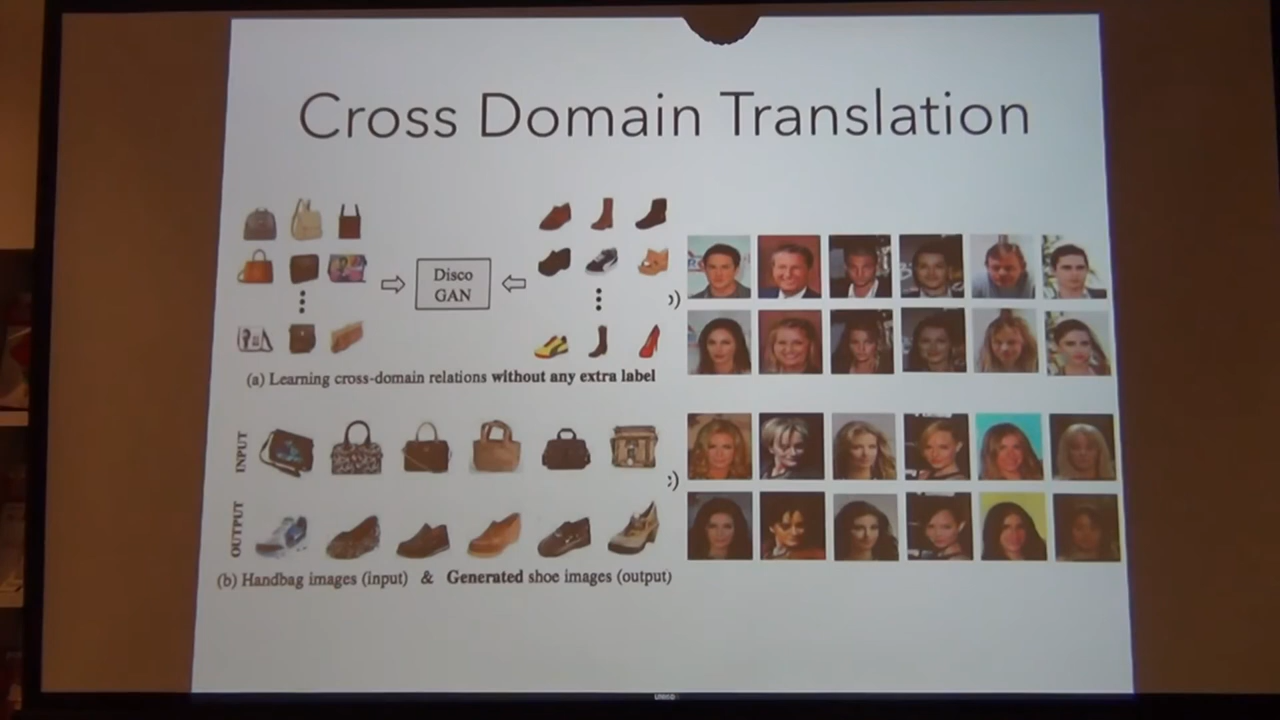 Cross Domain Translation
Disco
GAN
(a) Learning cross-domain relations without any extra label
INPUT
OUTPUT
(b) Handbag images (input) & Generated shoe images (output)